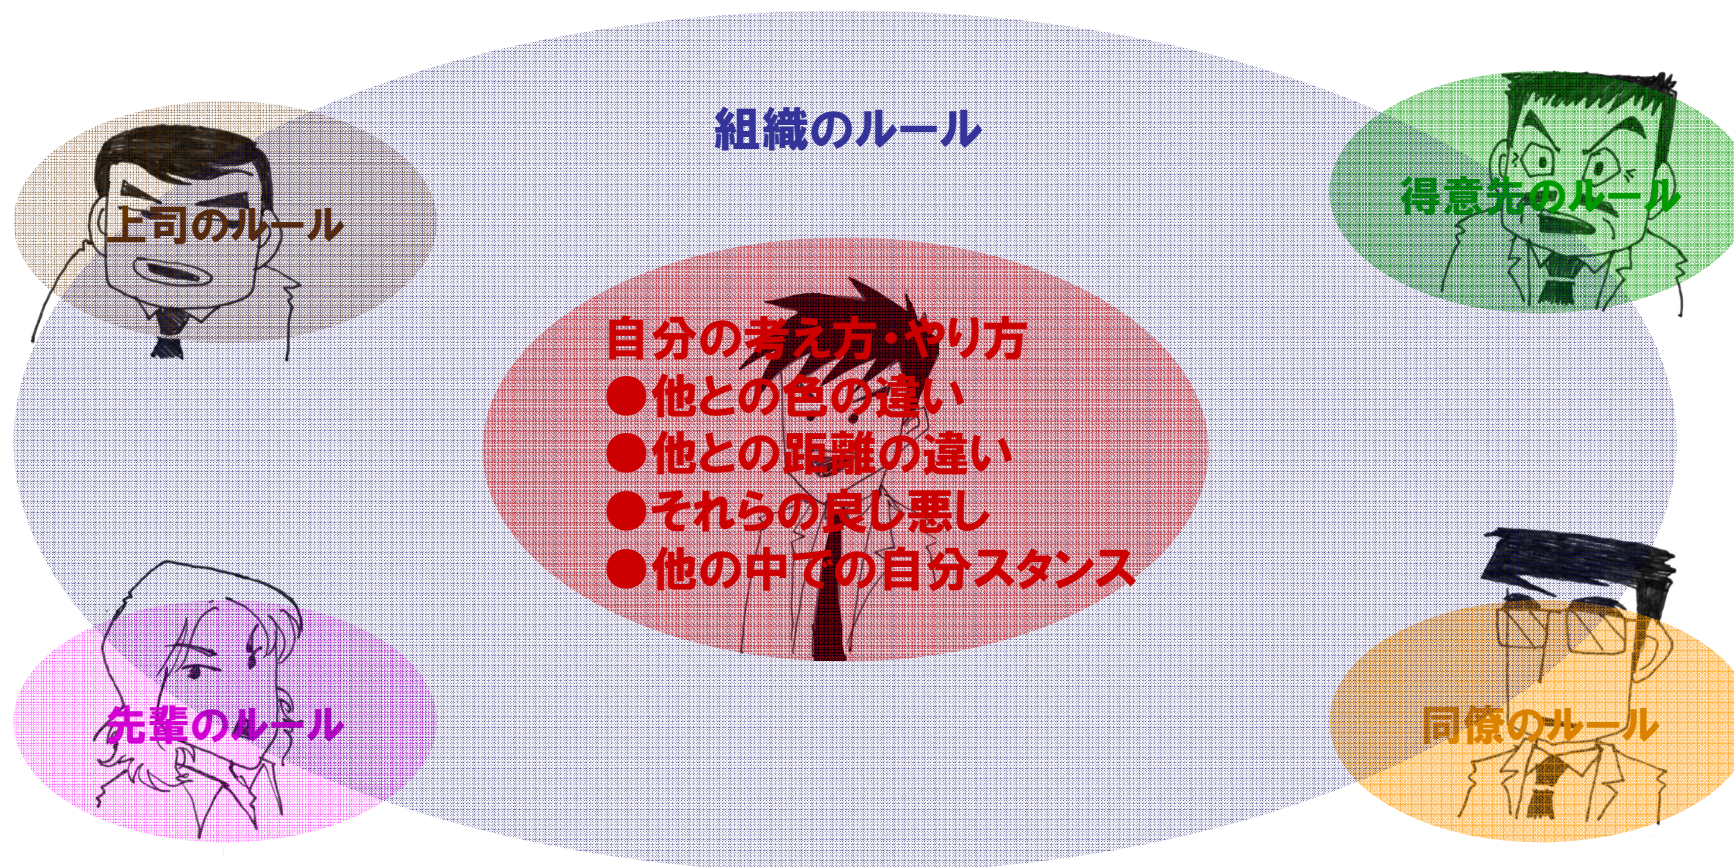 組織のルール
上司のルール
得意先のルール
自分の考え方・やり方
●他との色の違い
●他との距離の違い
●それらの良し悪し
●他の中での自分スタンス
先輩のルール
同僚のルール